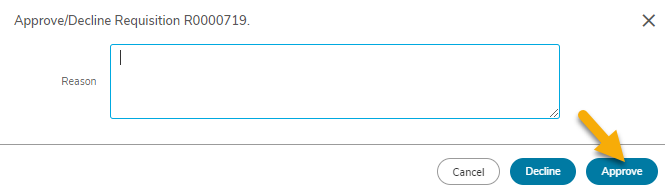 Approve/Decline Requisition R0000719.
Reason
Cancel Decline Approve